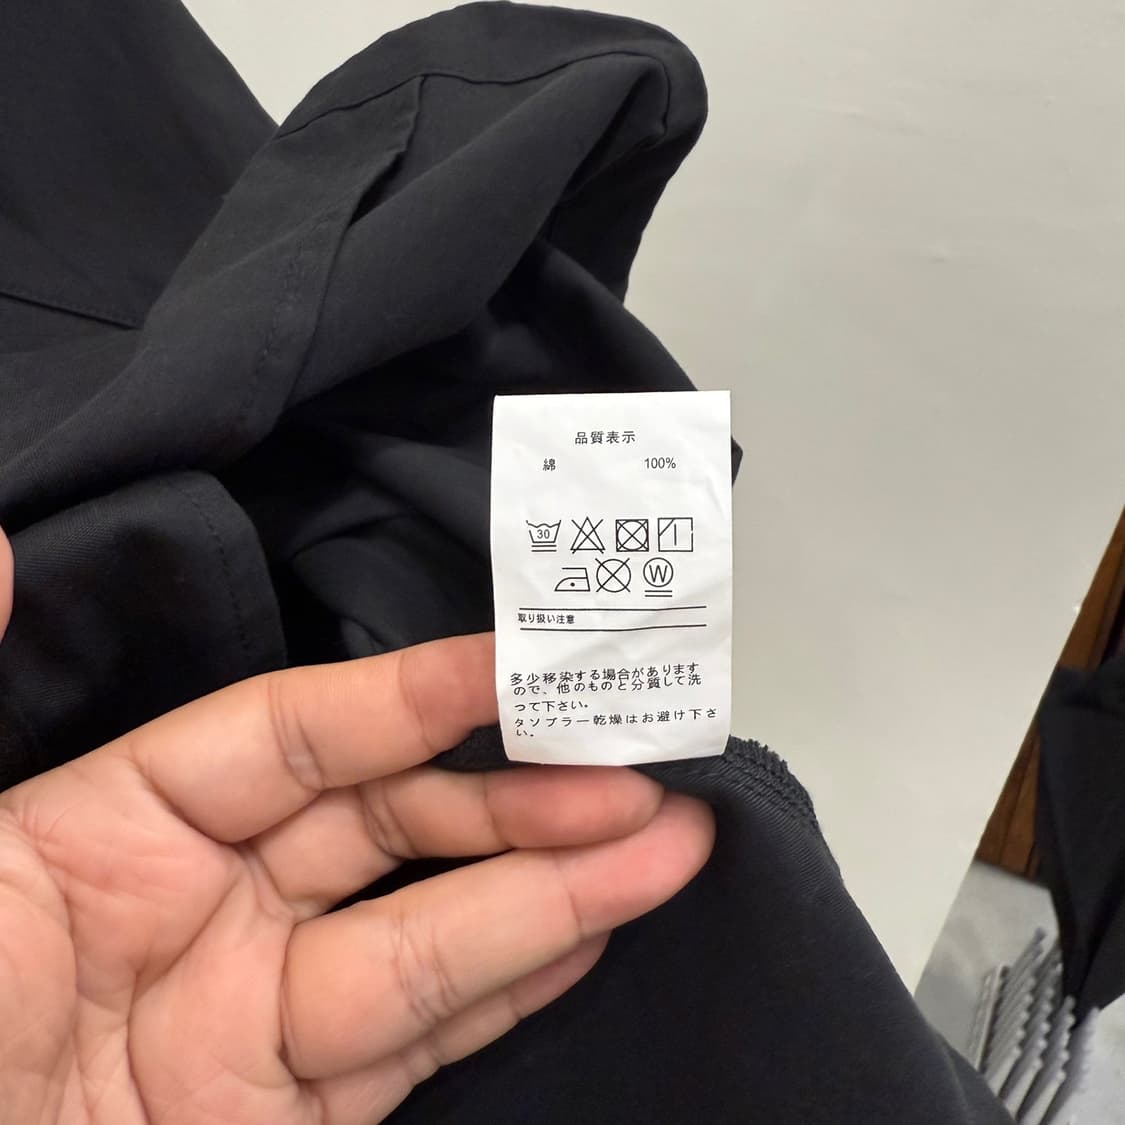 品質表示
綿 100%
30
W
取り扱い注意
多少移染する場合があります
ので、他のものと分質して洗
つて下さい。
タソブラー乾燥はお避け下さ
い。